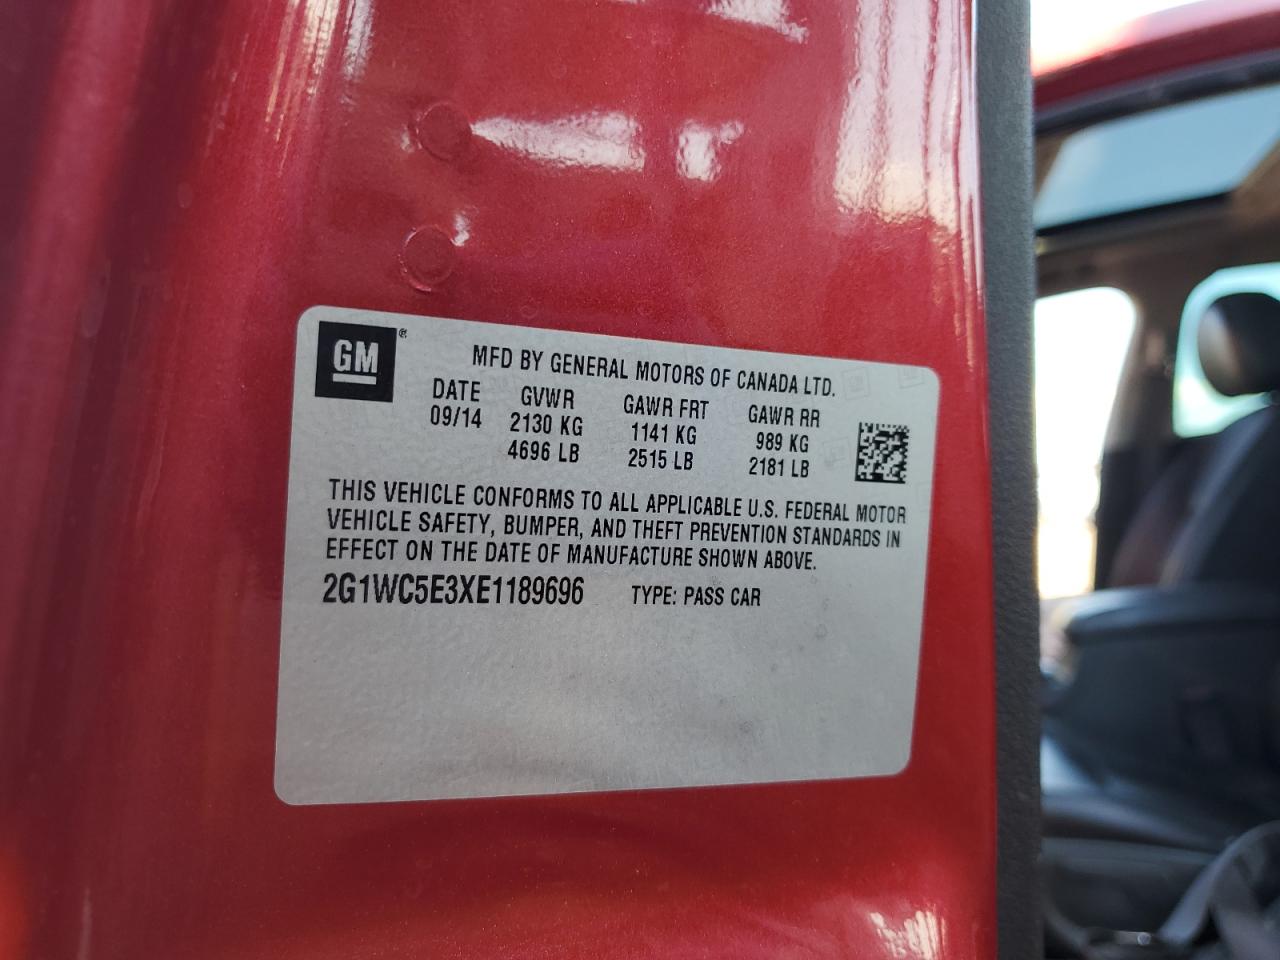 GM ®
MFD BY GENERAL MOTORS OF CANADA LTD.
DATE GVWR GAWR FRT GAWR RR
09/14 2130 KG 1141 KG 989 KG
4696 LB 2515 LB 2181 LB
THIS VEHICLE CONFORMS TO ALL APPLICABLE U.S. FEDERAL MOTOR
VEHICLE SAFETY, BUMPER, AND THEFT PREVENTION STANDARDS IN
EFFECT ON THE DATE OF MANUFACTURE SHOWN ABOVE.
2G1WC5E3XE1189696 TYPE: PASS CAR